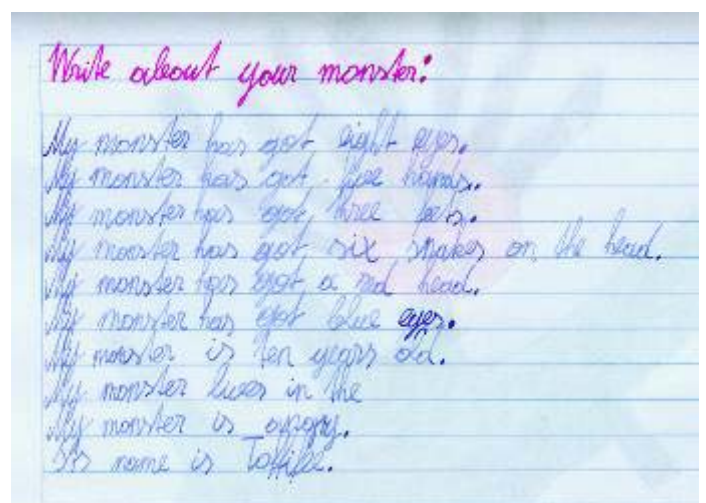 Write about your monster:
My monster has got eight eyes.
My monster has got five hands.
My monster has got three legs.
My monster has got six snakes on the head.
My monster has got a red head.
My monster has got blue eyes.
My monster is ten years old.
My monster lives in the
My monster is angry.
Its name is Toffifee.